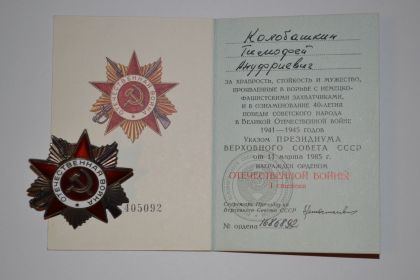 ОТЕЧЕСТВЕННАЯ ВОЙНА
ОТЕЧЕСТВЕННАЯ ВОЙНА
405092
Колобашкин
Тимофей
ЗА ХРАБРОСТЬ, СТОЙКОСТЬ И МУЖЕСТВО,
ПРОЯВЛЕННЫЕ В БОРЬБЕ С НЕМЕЦКО-
ФАШИСТСКИМИ ЗАХВАТЧИКАМИ,
И В ОЗНАМЕНОВАНИЕ 40-ЛЕТИЯ
ПОБЕДЫ СОВЕТСКОГО НАРОДА
В ВЕЛИКОЙ ОТЕЧЕСТВЕННОЙ ВОЙНЕ
1941—1945 ГОДОВ
УКАЗОМ ПРЕЗИДИУМА
ВЕРХОВНОГО СОВЕТА СССР
от 11 марта 1985 г.
НАГРАЖДЕН ОРДЕНОМ
ОТЕЧЕСТВЕННОЙ ВОЙНЫ
степени
Секретарь Президиума
Верховного Совета СССР
№ ордена 1686892